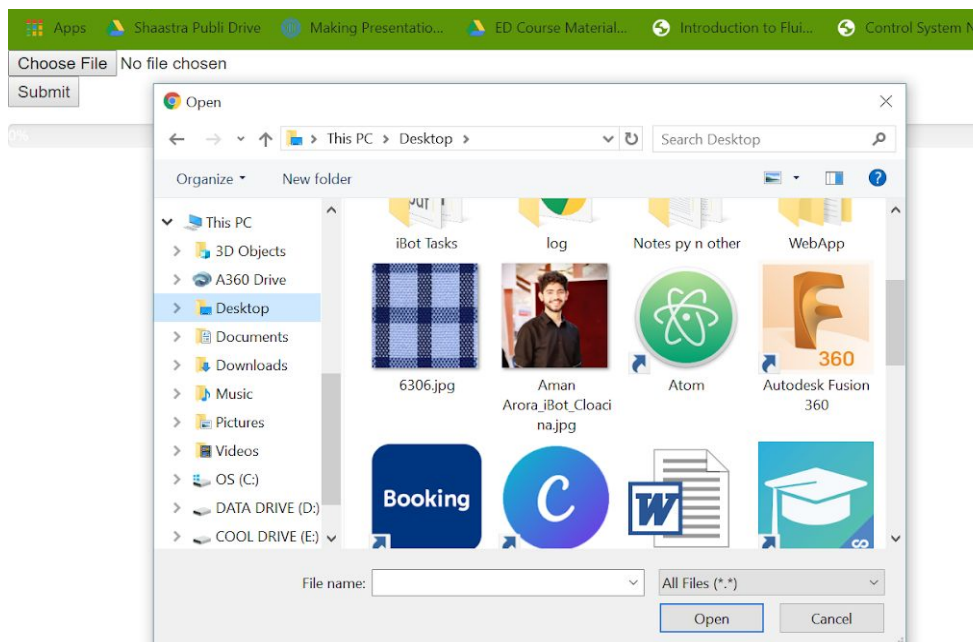 Apps Shaastra Publi Drive Making Presentatio... ED Course Material... Introduction to Flui... Control System N
Choose File No file chosen
Submit
0%
Open
This PC Desktop
Search Desktop
Organize New folder
This PC
3D Objects
A360 Drive
Desktop
Documents
Downloads
Music
Pictures
Videos
OS (C:)
DATA DRIVE (D:)
COOL DRIVE (E:)
iBot Tasks log Notes py n other WebApp
360
6306.jpg Aman Atom Autodesk Fusion
Arora_iBot_Cloaci 360
na.jpg
Booking C W
File name: All Files (*.*)
Open Cancel